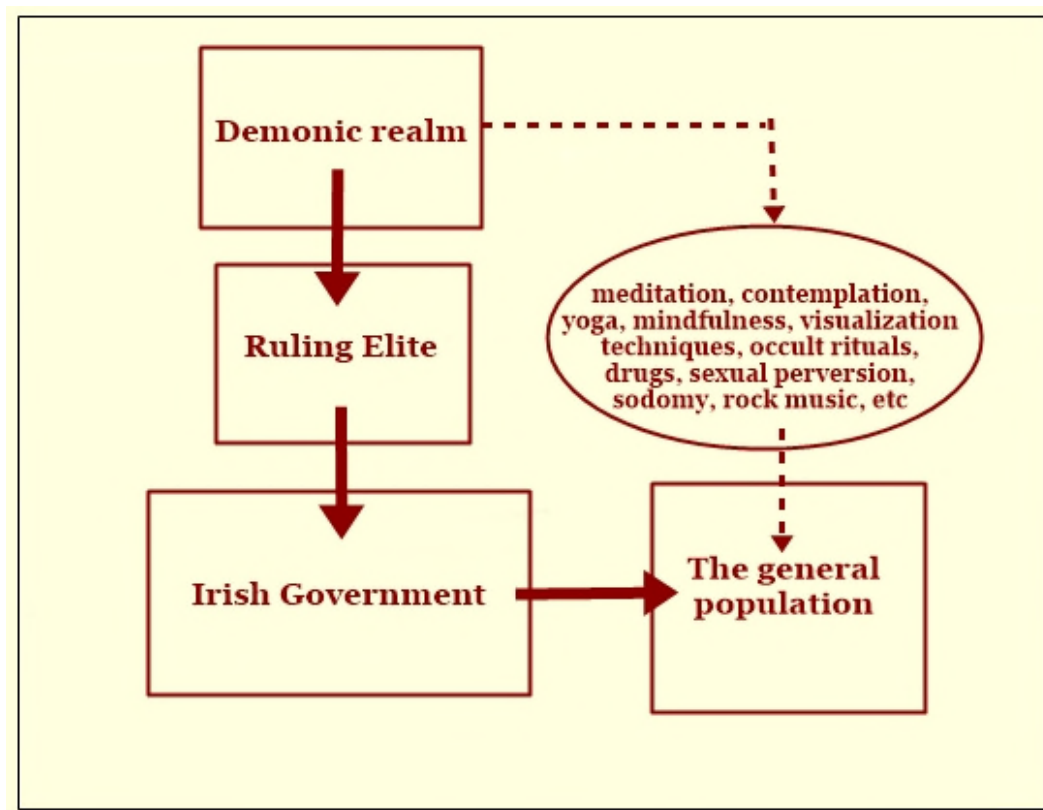 Demonic realm
Ruling Elite
Irish Government
meditation, contemplation,
yoga, mindfulness, visualization
techniques, occult rituals,
drugs, sexual perversion,
sodomy, rock music, etc
The general
population